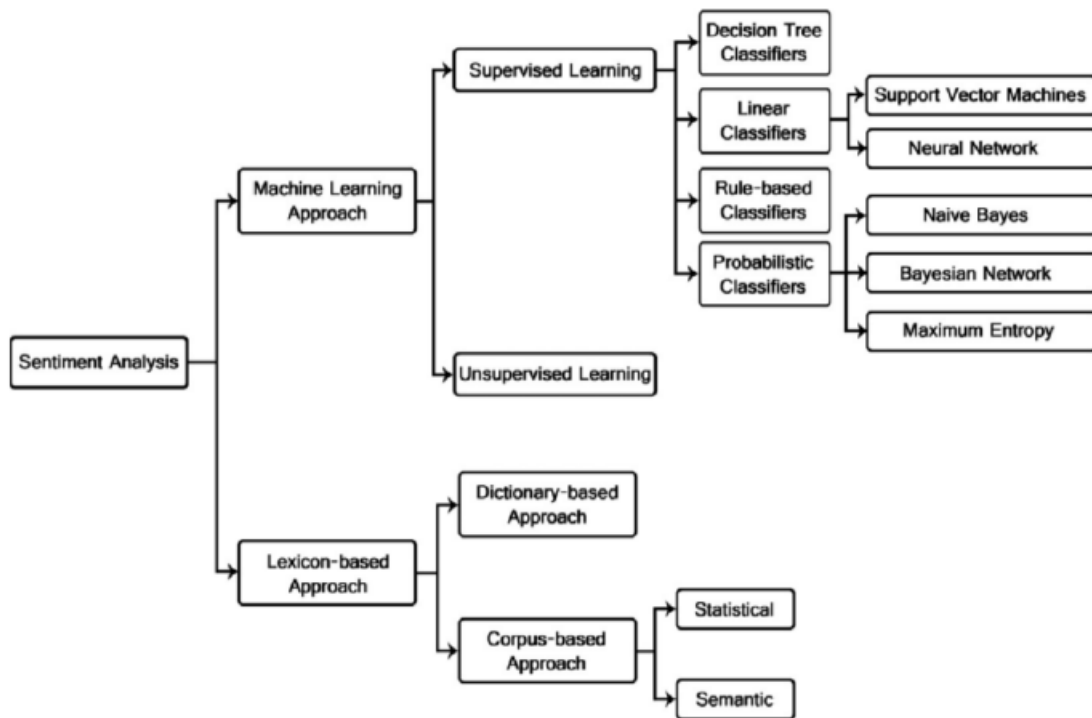 Decision Tree
Classifiers
Supervised Learning
Support Vector Machines
Linear
Classifiers
Neural Network
Machine Learning
Approach
Rule-based
Classifiers
Naive Bayes
Probabilistic
Classifiers
Bayesian Network
Maximum Entropy
Sentiment Analysis
Unsupervised Learning
Dictionary-based
Approach
Lexicon-based
Approach
Statistical
Corpus-based
Approach
Semantic